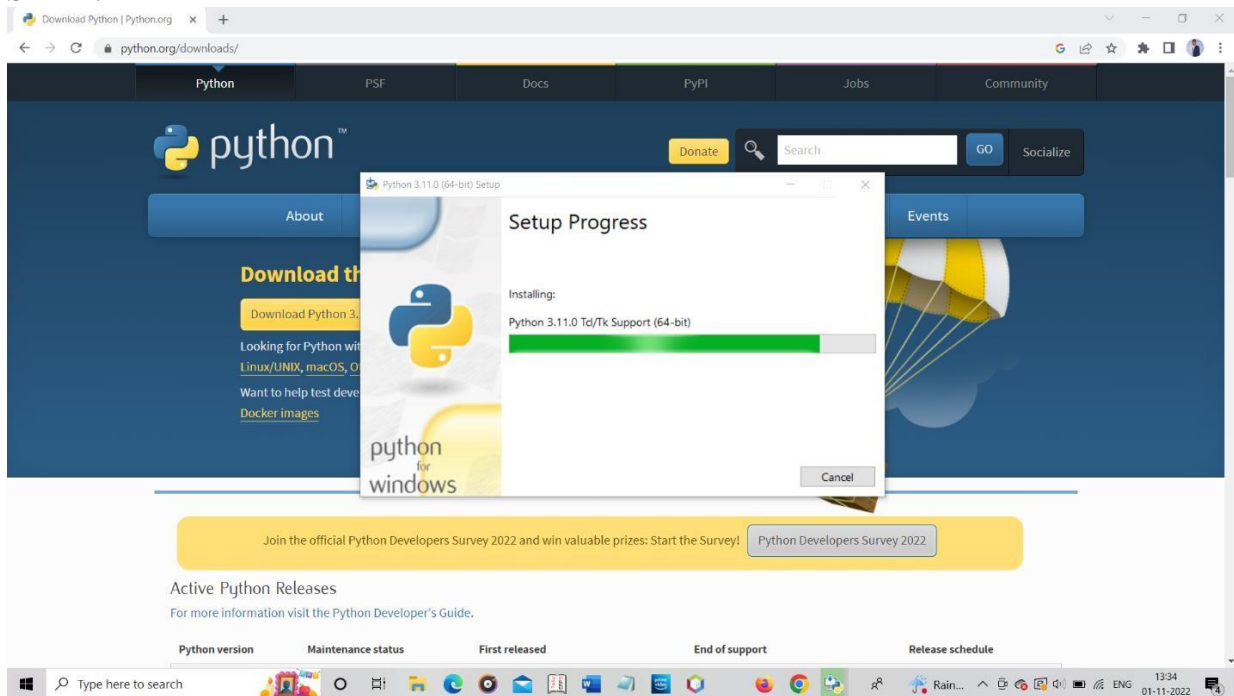 Download Python | Python.org
python.org/downloads/
Python PSF Docs PyPI Jobs Community
python™
Donate Search GO Socialize
Python 3.11.0 (64-bit) Setup
About Events
Setup Progress
Download th
Installing:
Download Python 3.
Python 3.11.0 Tcl/Tk Support (64-bit)
Looking for Python wit
Linux/UNIX, macOS, O
Want to help test deve
Docker images
python
for
windows
Cancel
Join the official Python Developers Survey 2022 and win valuable prizes: Start the Survey! Python Developers Survey 2022
Active Python Releases
For more information visit the Python Developer's Guide.
Python version Maintenance status First released End of support Release schedule
Type here to search Rain... ENG 13:34
01-11-2022 4